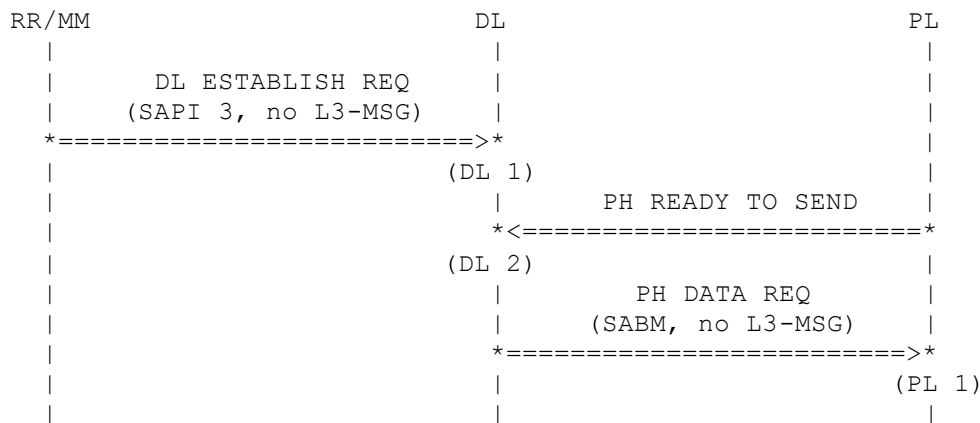 RR/MM DL PL
DL ESTABLISH REQ
(SAPI 3, no L3-MSG)
*==========================>*
(DL 1)
PH READY TO SEND
*<=========================*
(DL 2)
PH DATA REQ
(SABM, no L3-MSG)
*=========================>*
(PL 1)